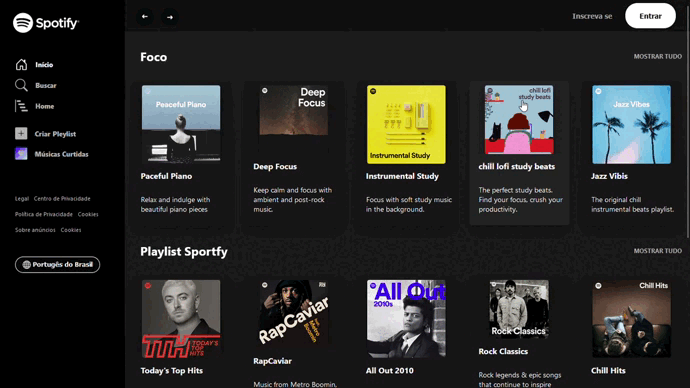 Spotify
Inscreva se
Entrar
Início
Buscar
Home
Criar Playlist
Músicas Curtidas
Legal Centro de Privacidade
Política de Privacidade Cookies
Sobre anúncios Cookies
Portugês do Brasil
Foco
MOSTRAR TUDO
Peaceful Piano
Deep
Focus
Instrumental Study
chill lofi
study beats
Jazz Vibes
Paceful Piano
Deep Focus
Instrumental Study
chill lofi study beats
Jazz Vibis
Relax and indulge with
beautiful piano pieces
Keep calm and focus with
ambient and post-rock
music.
Focus with soft study music
in the background.
The perfect study beats.
Find your focus, crush your
productivity.
The original chill
instrumental beats playlist.
Playlist Sportfy
MOSTRAR TUDO
TODAY'S
TOP
HITS
RapCaviar
Metro
Boomin
All Out
2010s
Rock Classics
Chill Hits
Today's Top Hits
RapCaviar
All Out 2010
Rock Classics
Chill Hits
Music from Metro Boomin,
Rock legends & epic songs
that continue to inspire